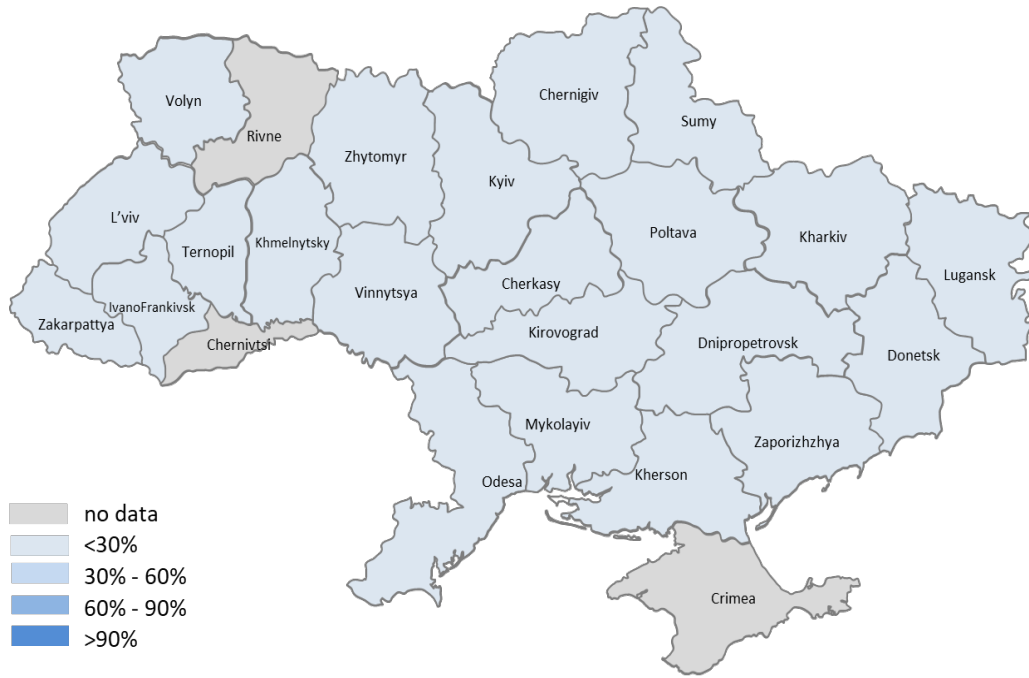 Chernigiv
Volyn
Sumy
Rivne
Zhytomyr
Kyiv
L'viv
Poltava
Kharkiv
Khmelnytsky
Ternopil
Lugansk
Cherkasy
Vinnytsya
IvanoFrankivsk
Zakarpattya
Kirovograd
Chernivtsi
Dnipropetrovsk
Donetsk
Mykolayiv
Zaporizhzhya
Kherson
Odesa
no data
<30%
30% - 60%
60% - 90%
>90%
Crimea